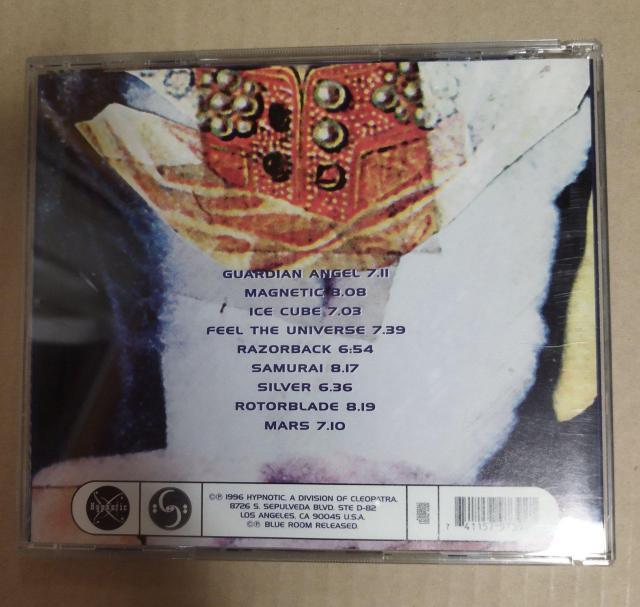 GUARDIAN ANGEL 7.11
MAGNETIC 8.08
ICE CUBE 7.03
FEEL THE UNIVERSE 7.39
RAZORBACK 6:54
SAMURAI 8.17
SILVER 6.36
ROTORBLADE 8.19
MARS 7.10
Hypnotic
©℗ 1996 HYPNOTIC. A DIVISION OF CLEOPATRA.
8726 S. SEPULVEDA BLVD. STE D-82
LOS ANGELES, CA 90045 U.S.A.
©℗ BLUE ROOM RELEASED.